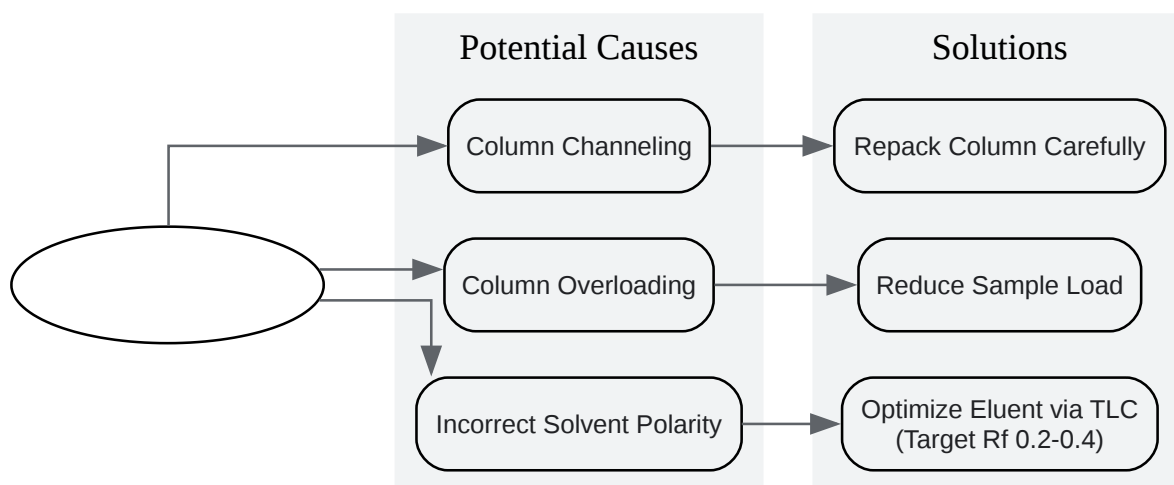 Potential Causes
Solutions
Column Channeling
Repack Column Carefully
Column Overloading
Reduce Sample Load
Incorrect Solvent Polarity
Optimize Eluent via TLC
(Target Rf 0.2-0.4)